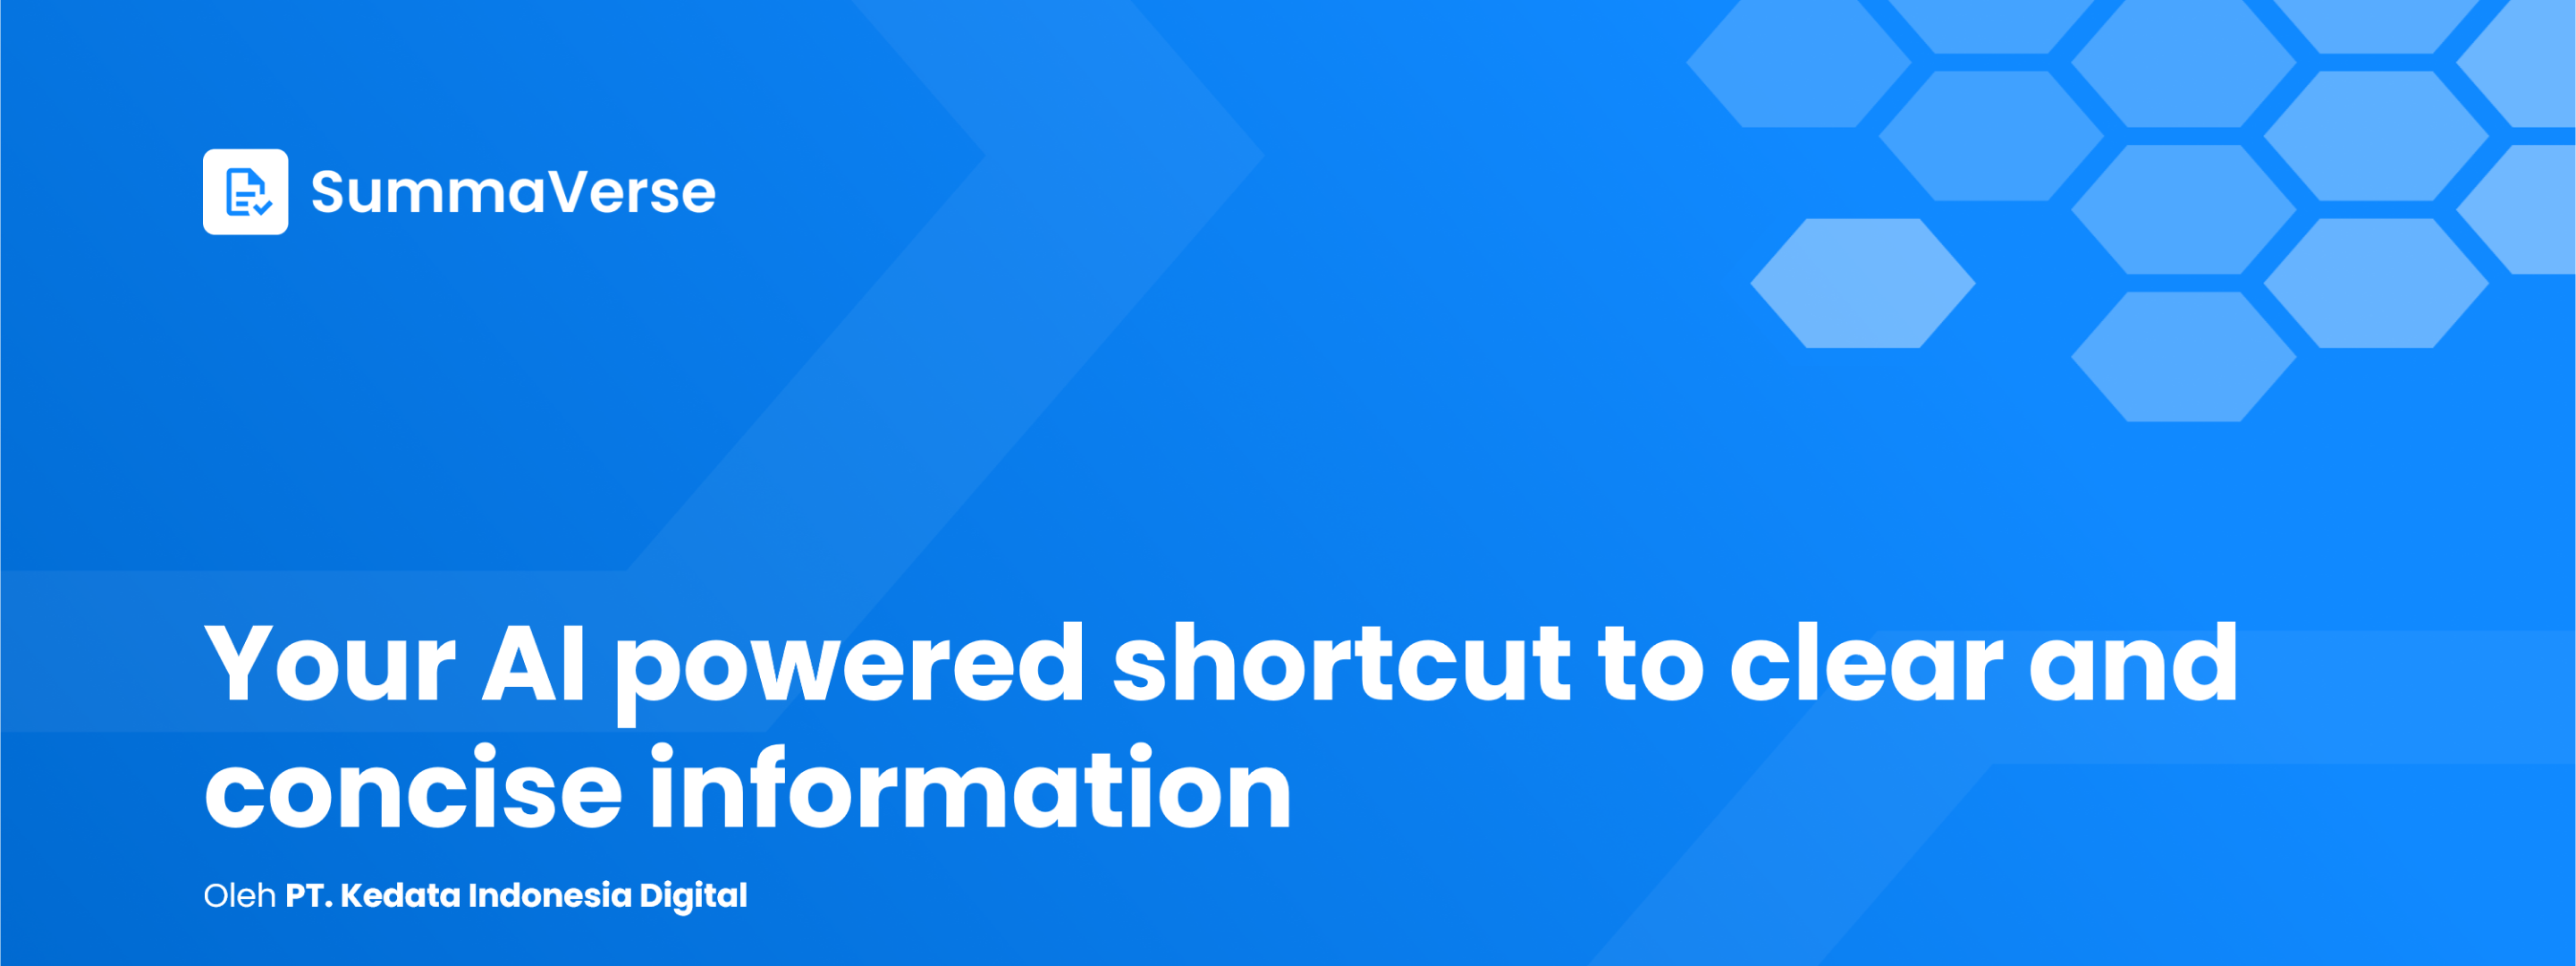 SummaVerse
Your AI powered shortcut to clear and
concise information
Oleh PT. Kedata Indonesia Digital